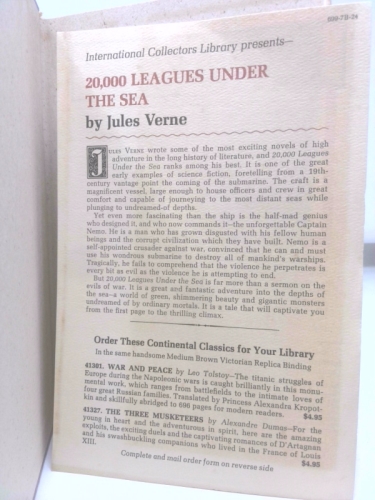 International Collectors Library presents—
20,000 LEAGUES UNDER
THE SEA
by Jules Verne
JULES VERNE wrote some of the most exciting novels of high
adventure in the long history of literature, and 20,000 Leagues
Under the Sea ranks among his best. It is one of the great
early examples of science fiction, foretelling from a 19th-
century vantage point the coming of the submarine. The craft is a
magnificent vessel, large enough to house officers and crew in great
comfort and capable of journeying to the most distant seas while
plunging to undreamed-of depths.
Yet even more fascinating than the ship is the half-mad genius
who designed it, and who now commands it—the unforgettable Captain
Nemo. He is a man who has grown disgusted with his fellow human
beings and the corrupt civilization which they have built. Nemo is a
self-appointed crusader against war, convinced that he can and must
use his wondrous submarine to destroy all of mankind's warships.
Tragically, he fails to comprehend that the violence he perpetrates is
every bit as evil as the violence he is attempting to end.
But 20,000 Leagues Under the Sea is far more than a sermon on the
evils of war. It is a great and fantastic adventure into the depths of
the sea—a world of green, shimmering beauty and gigantic monsters
undreamed of by ordinary mortals. It is a tale that will captivate you
from the first page to the thrilling climax.
Order These Continental Classics for Your Library
In the same handsome Medium Brown Victorian Replica Binding
41301. WAR AND PEACE by Leo Tolstoy—The titanic struggles of
Europe during the Napoleonic wars is caught brilliantly in this monu-
mental work, which ranges from battlefields to the intimate loves of
four great Russian families. Translated by Princess Alexandra Kropot-
kin and skillfully abridged to 696 pages for modern readers. $4.95
41327. THE THREE MUSKETEERS by Alexandre Dumas—For the
young in heart and the adventurous in spirit, here are the amazing
exploits, the exciting duels and the captivating romances of D'Artagnan
and his swashbuckling companions who lived in the France of Louis
XIII. $4.95
Complete and mail order form on reverse side